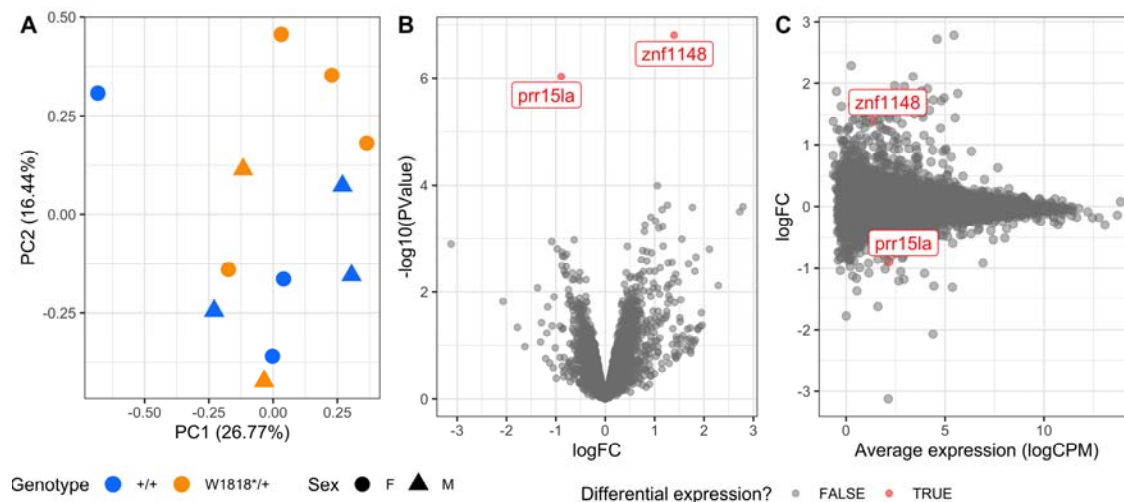 A
0.50
0.25
0.00
-0.25
PC2 (16.44%)
-0.50
-0.25
0.00
0.25
PC1 (26.77%)
B
znf1148
prr15la
6
4
2
0
-log10(PValue)
-3
-2
-1
0
1
2
3
logFC
C
znf1148
prr15la
3
2
1
0
-1
-2
-3
logFC
0
5
10
Average expression (logCPM)
Genotype +/+ W1818*/+ Sex F M
Differential expression? FALSE TRUE